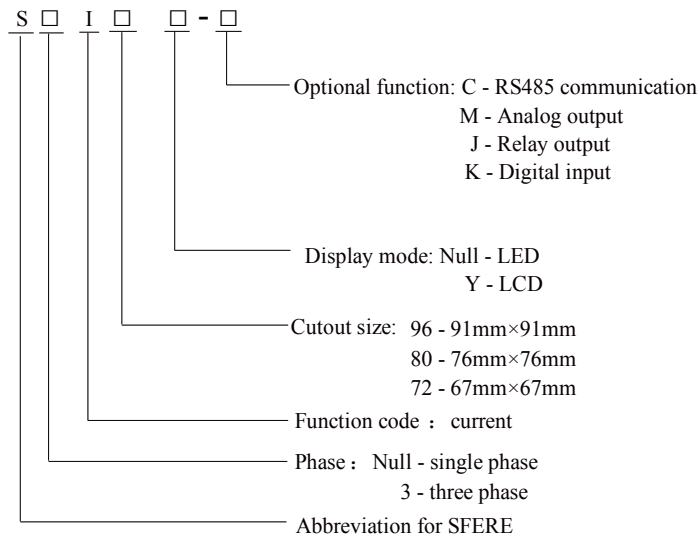 S □ I □ □ - □
Optional function: C - RS485 communication
M - Analog output
J - Relay output
K - Digital input
Display mode: Null - LED
Y - LCD
Cutout size: 96 - 91mm×91mm
80 - 76mm×76mm
72 - 67mm×67mm
Function code ： current
Phase： Null - single phase
3 - three phase
Abbreviation for SFERE